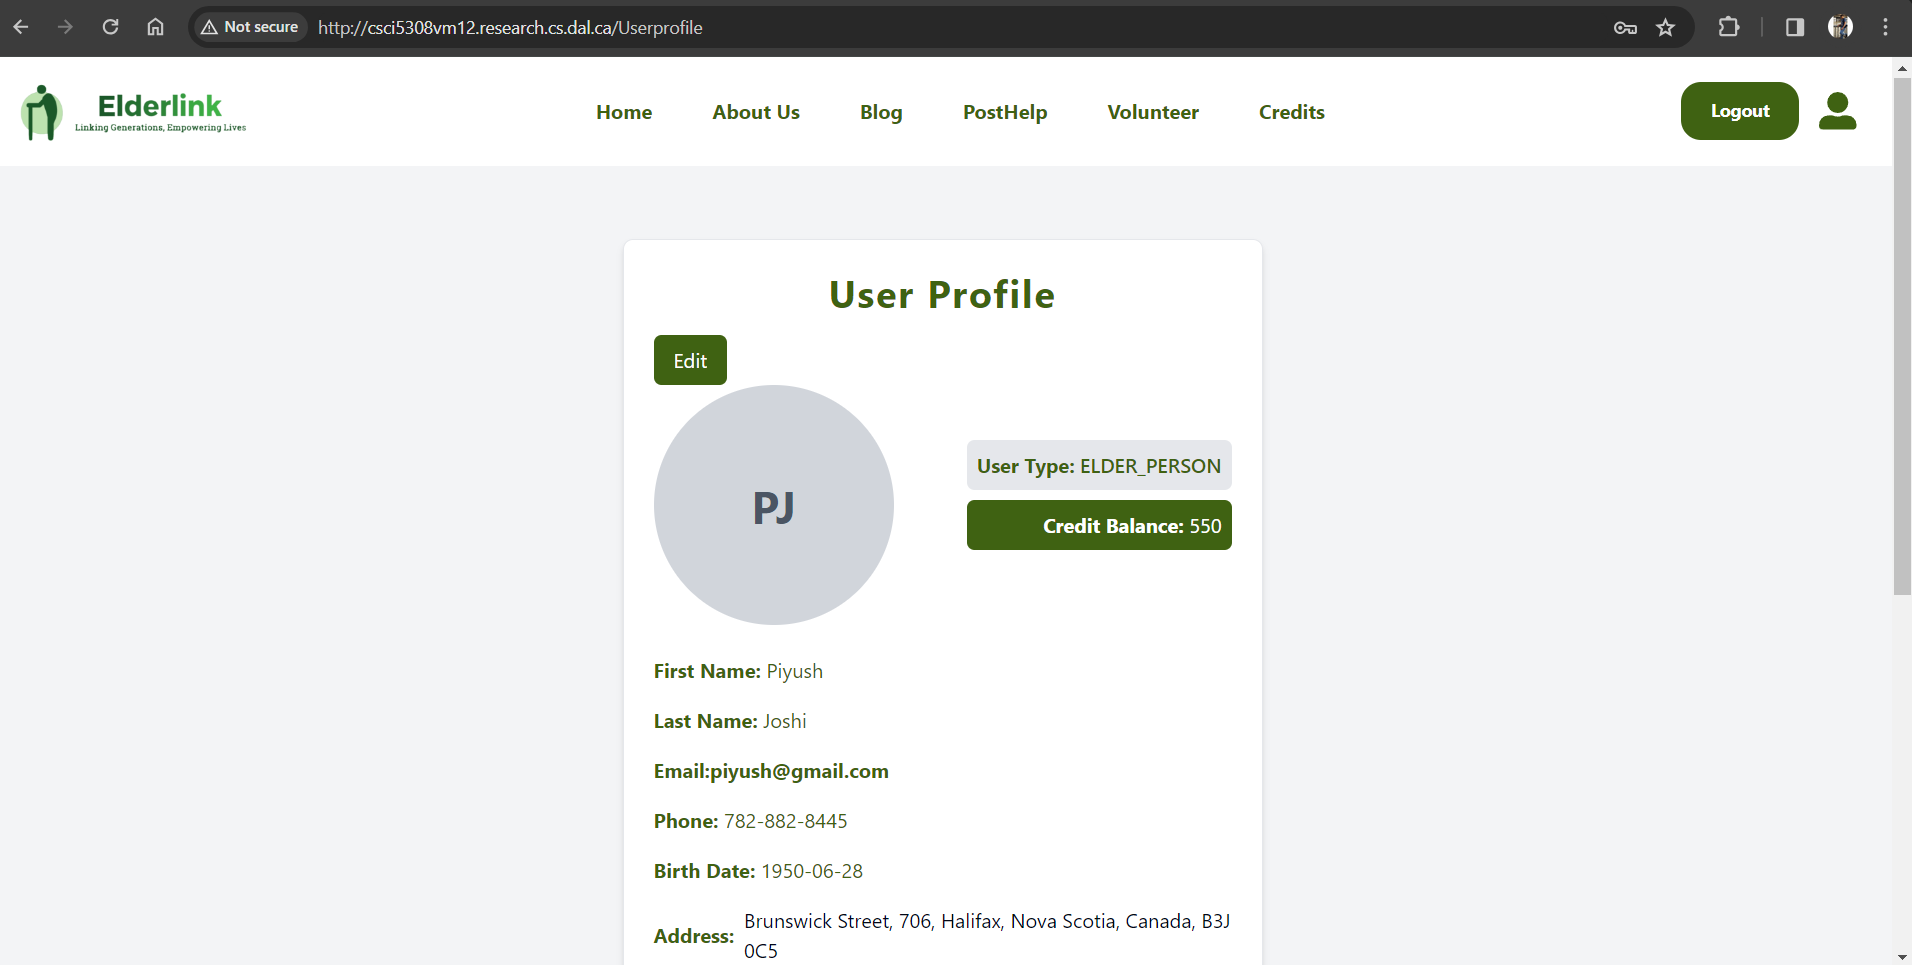 Not secure
http://csci5308vm12.research.cs.dal.ca/Userprofile
Elderlink
Linking Generations, Empowering Lives
Home
About Us
Blog
PostHelp
Volunteer
Credits
Logout
User Profile
Edit
PJ
User Type: ELDER_PERSON
Credit Balance: 550
First Name: Piyush
Last Name: Joshi
Email:piyush@gmail.com
Phone: 782-882-8445
Birth Date: 1950-06-28
Address: Brunswick Street, 706, Halifax, Nova Scotia, Canada, B3J
0C5